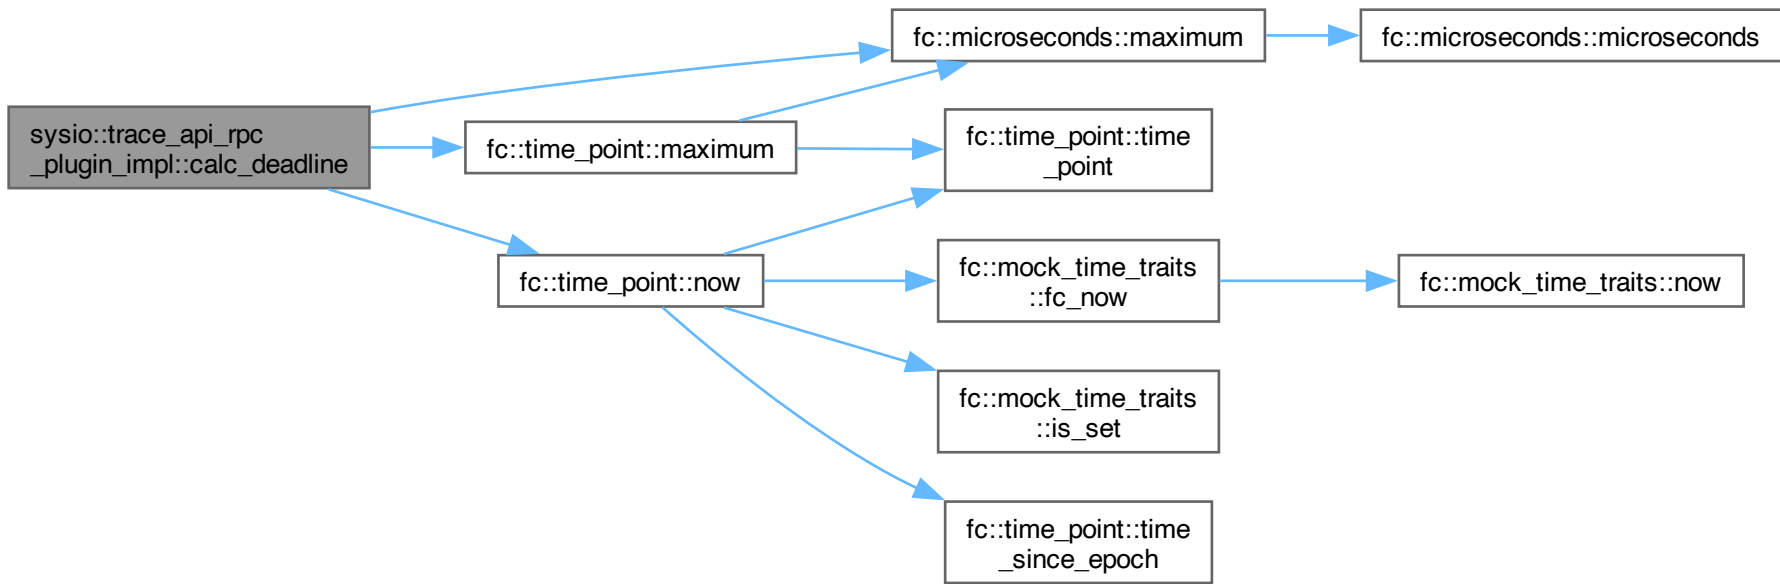 sysio::trace_api_rpc
_plugin_impl::calc_deadline
fc::microseconds::maximum
fc::microseconds::microseconds
fc::time_point::maximum
fc::time_point::time
_point
fc::time_point::now
fc::mock_time_traits
::fc_now
fc::mock_time_traits::now
fc::mock_time_traits
::is_set
fc::time_point::time
_since_epoch